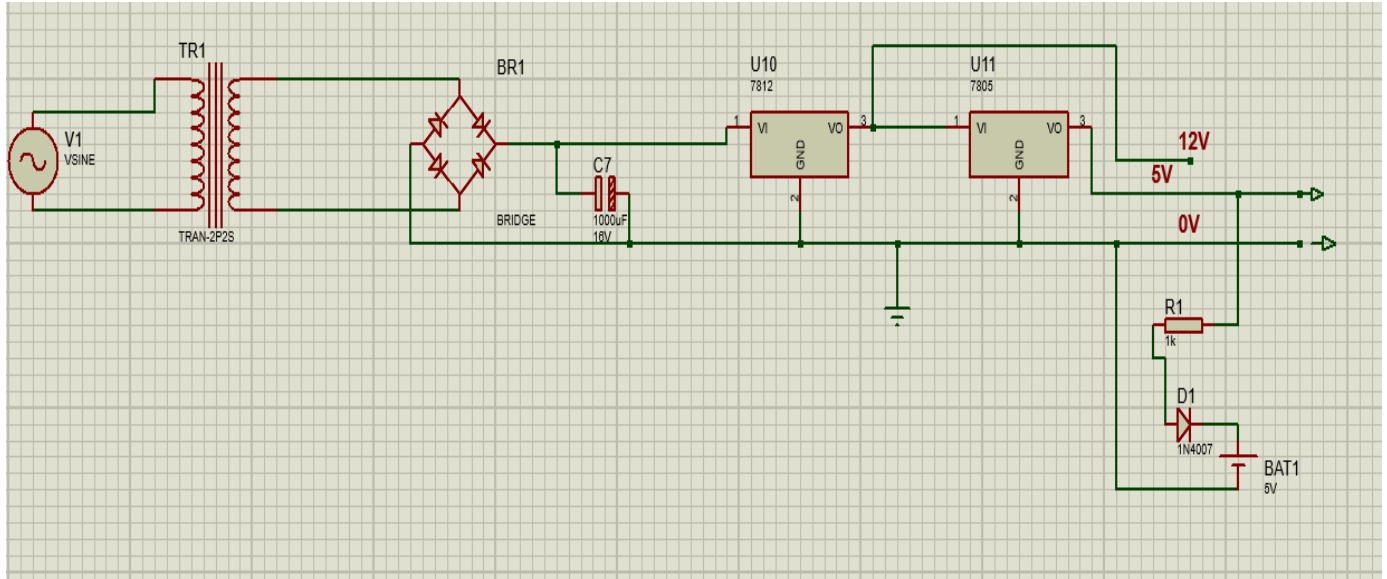 TR1
V1
VSINE
TRAN-2P2S
BR1
BRIDGE
C7
1000uF
16V
U10
7812
1
VI
VO
3
GND
2
U11
7805
1
VI
VO
3
GND
2
12V
5V
0V
R1
1k
D1
1N4007
BAT1
5V